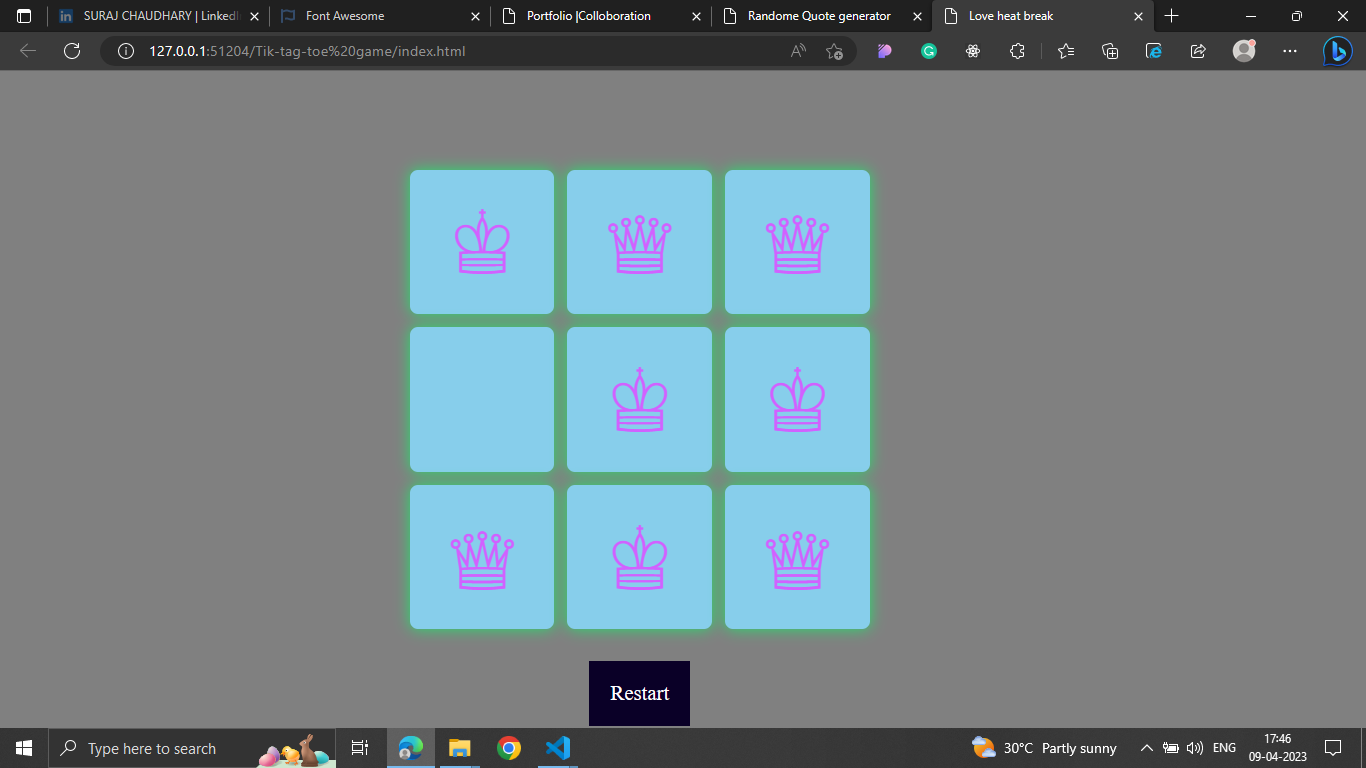 SURAJ CHAUDHARY | LinkedI
Font Awesome
Portfolio |Colloboration
Randome Quote generator
Love heat break
127.0.0.1:51204/Tik-tag-toe%20game/index.html
Restart
Type here to search
30°C Partly sunny
ENG
17:46
09-04-2023